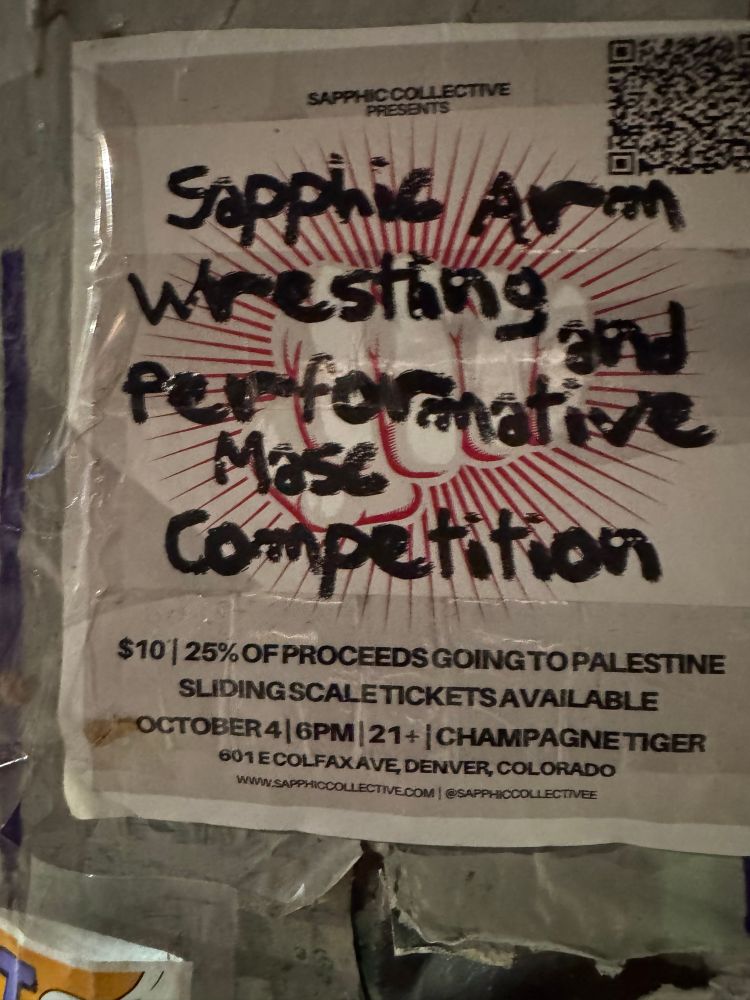 SAPPHIC COLLECTIVE
PRESENTS
Sapphic Arm
Wresting
and
Performative
Masc
Competition
$10 | 25% OF PROCEEDS GOING TO PALESTINE
SLIDING SCALE TICKETS AVAILABLE
OCTOBER 4 | 6PM | 21+ | CHAMPAGNE TIGER
601 E COLFAX AVE, DENVER, COLORADO
WWW.SAPPHICCOLLECTIVE.COM | @SAPPHICCOLLECTIVEE